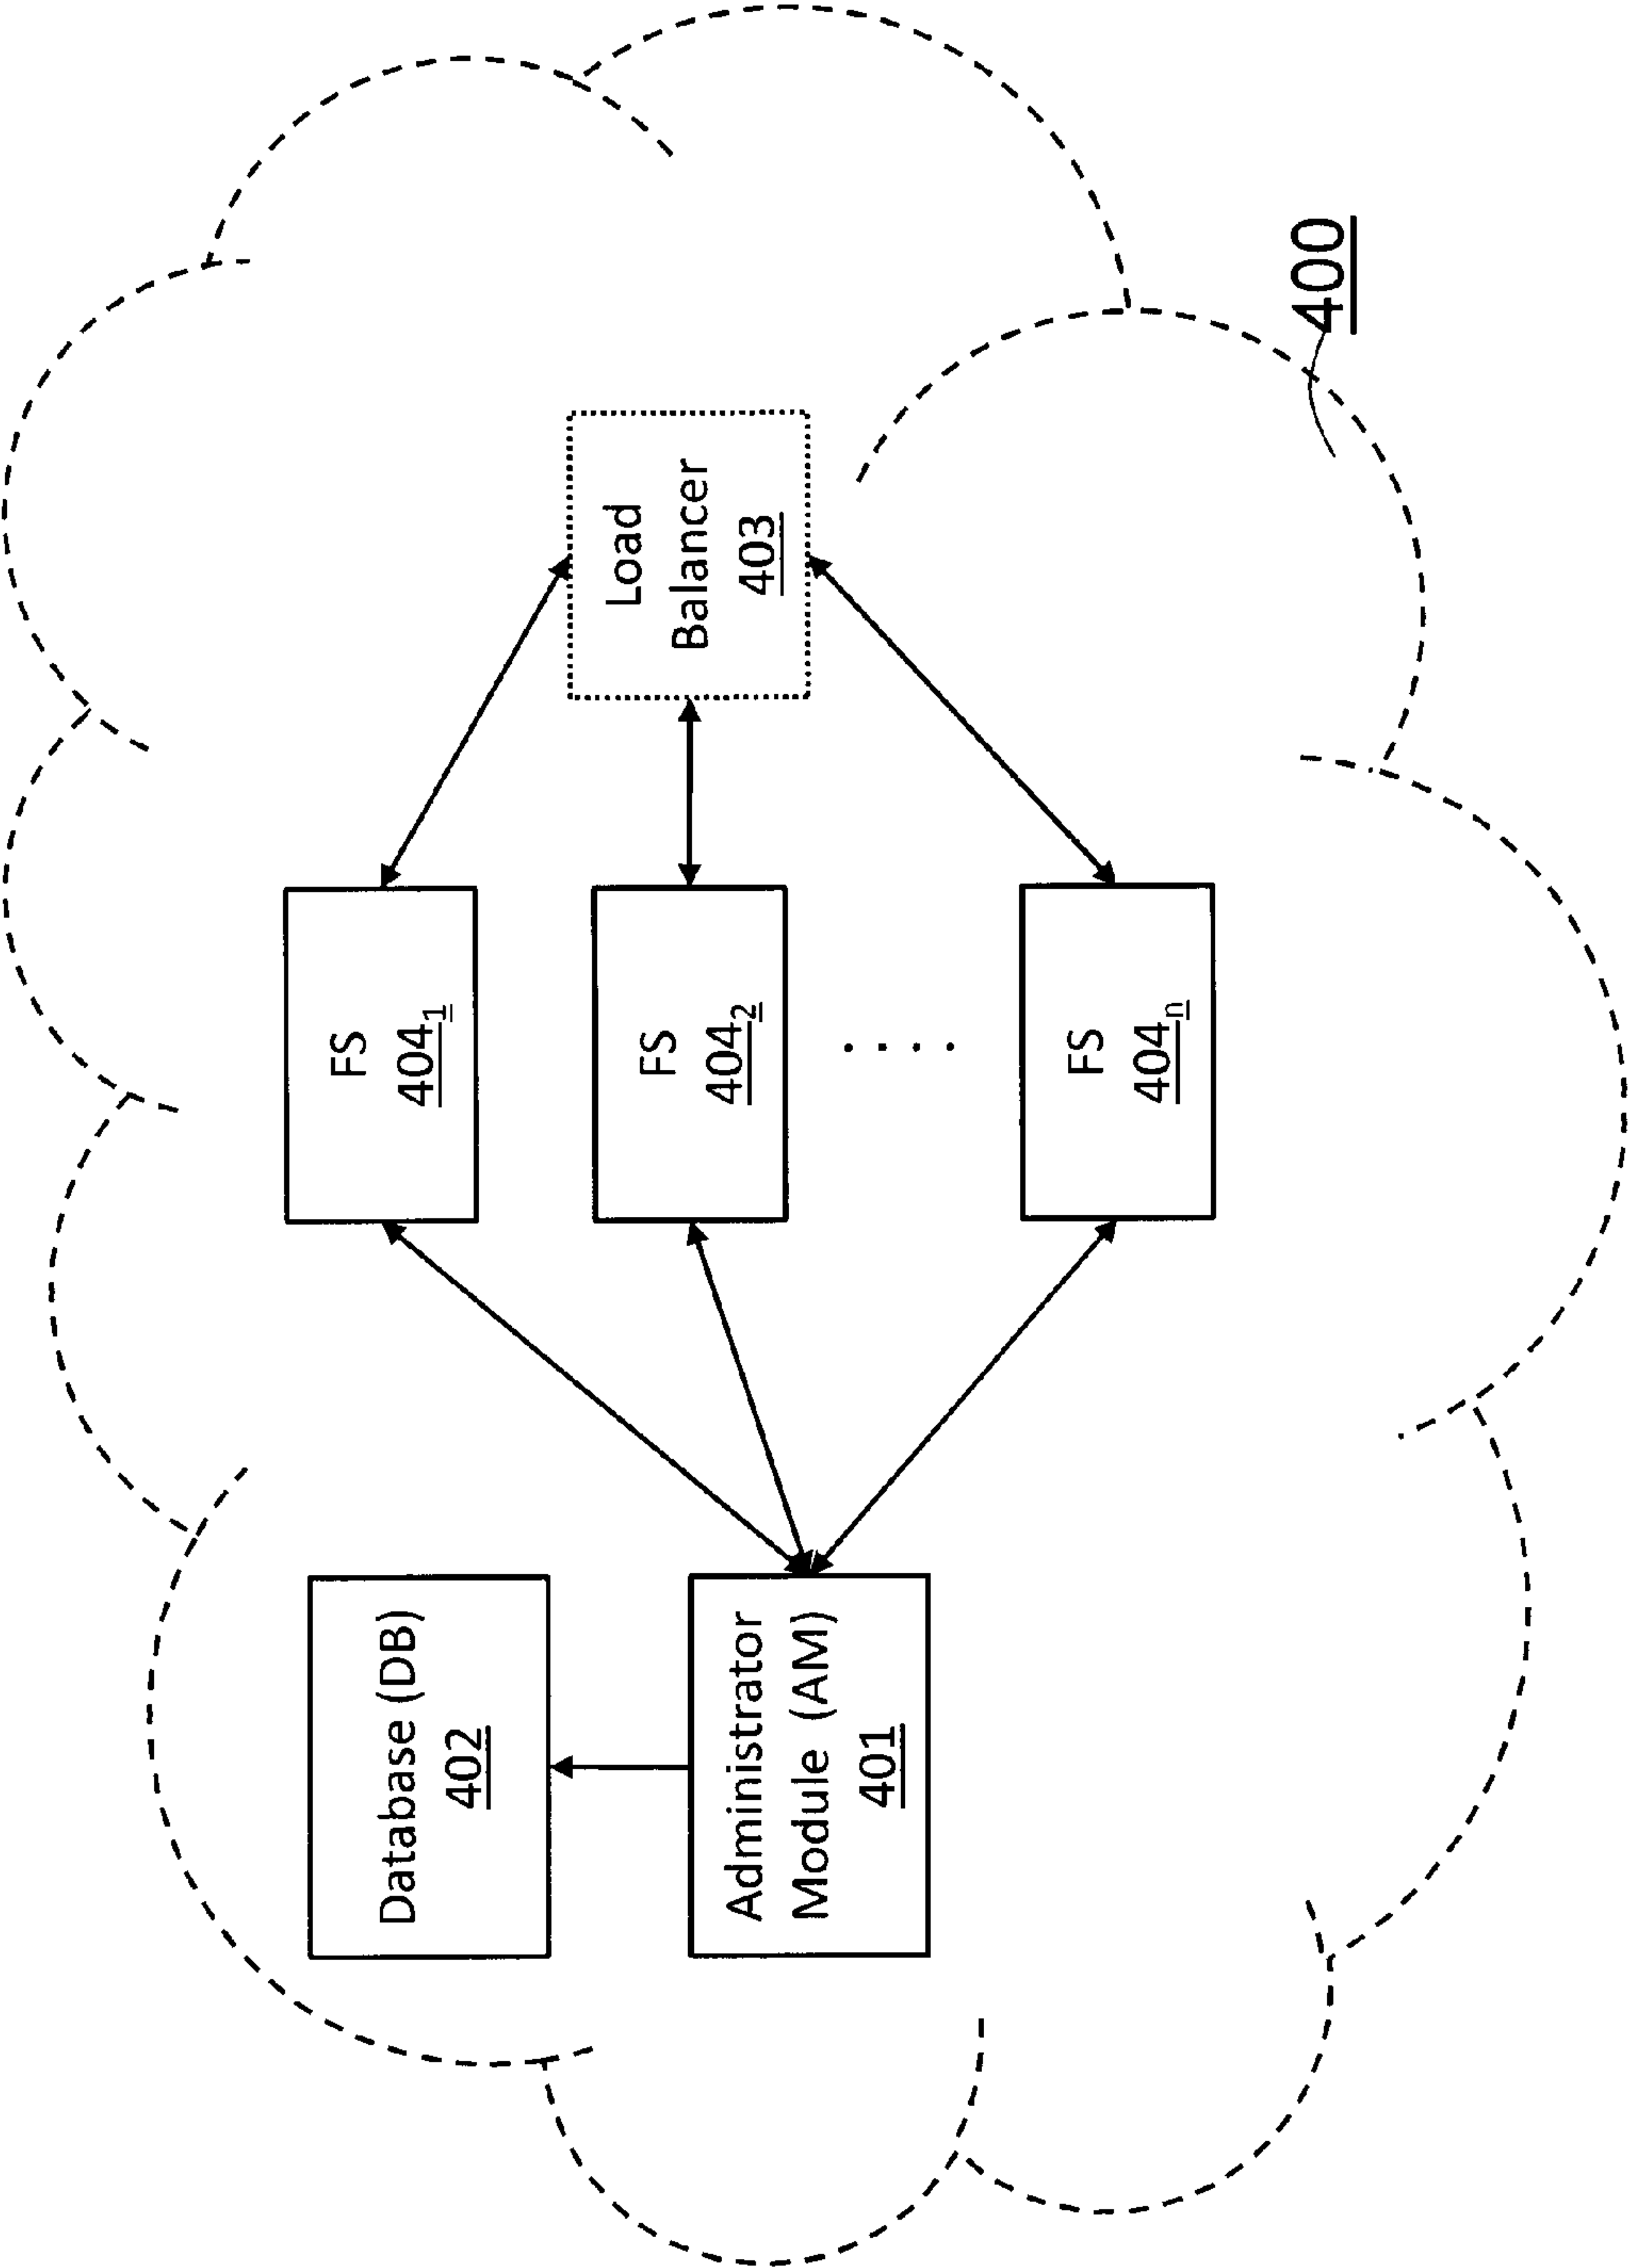 Database (DB)
402
Administrator
Module (AM)
401
FS
404₁
FS
404₂
. . . .
FS
404ₙ
Load
Balancer
403
400